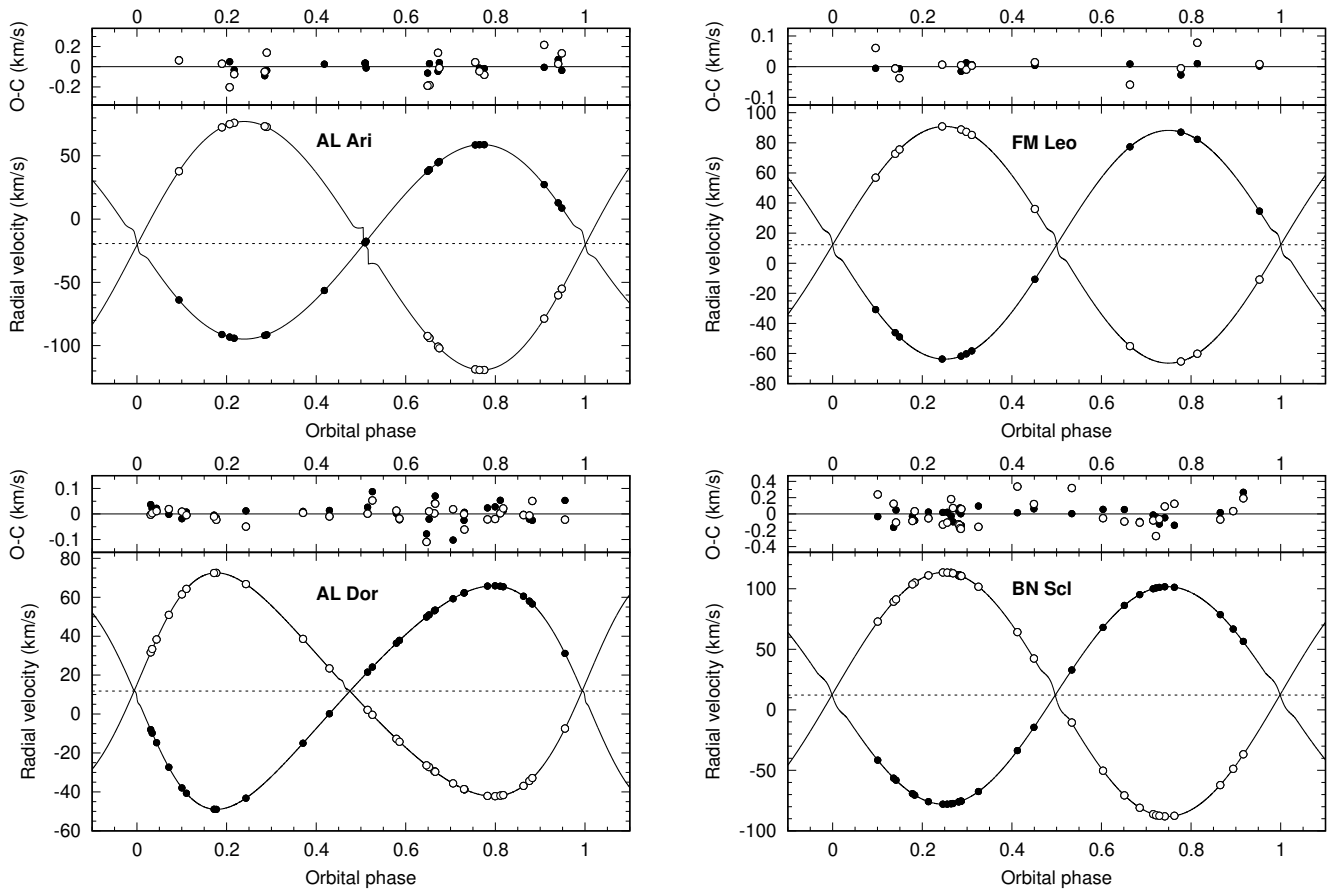 0 0.2 0.4 0.6 0.8 1
O-C (km/s)
0.2
0
-0.2
AL Ari
Radial velocity (km/s)
50
0
-50
-100
0 0.2 0.4 0.6 0.8 1
Orbital phase
0 0.2 0.4 0.6 0.8 1
O-C (km/s)
0.1
0
-0.1
FM Leo
Radial velocity (km/s)
100
80
60
40
20
0
-20
-40
-60
-80
0 0.2 0.4 0.6 0.8 1
Orbital phase
0 0.2 0.4 0.6 0.8 1
O-C (km/s)
0.1
0
-0.1
AL Dor
Radial velocity (km/s)
80
60
40
20
0
-20
-40
-60
0 0.2 0.4 0.6 0.8 1
Orbital phase
0 0.2 0.4 0.6 0.8 1
O-C (km/s)
0.4
0.2
0
-0.2
-0.4
BN Scl
Radial velocity (km/s)
100
50
0
-50
-100
0 0.2 0.4 0.6 0.8 1
Orbital phase